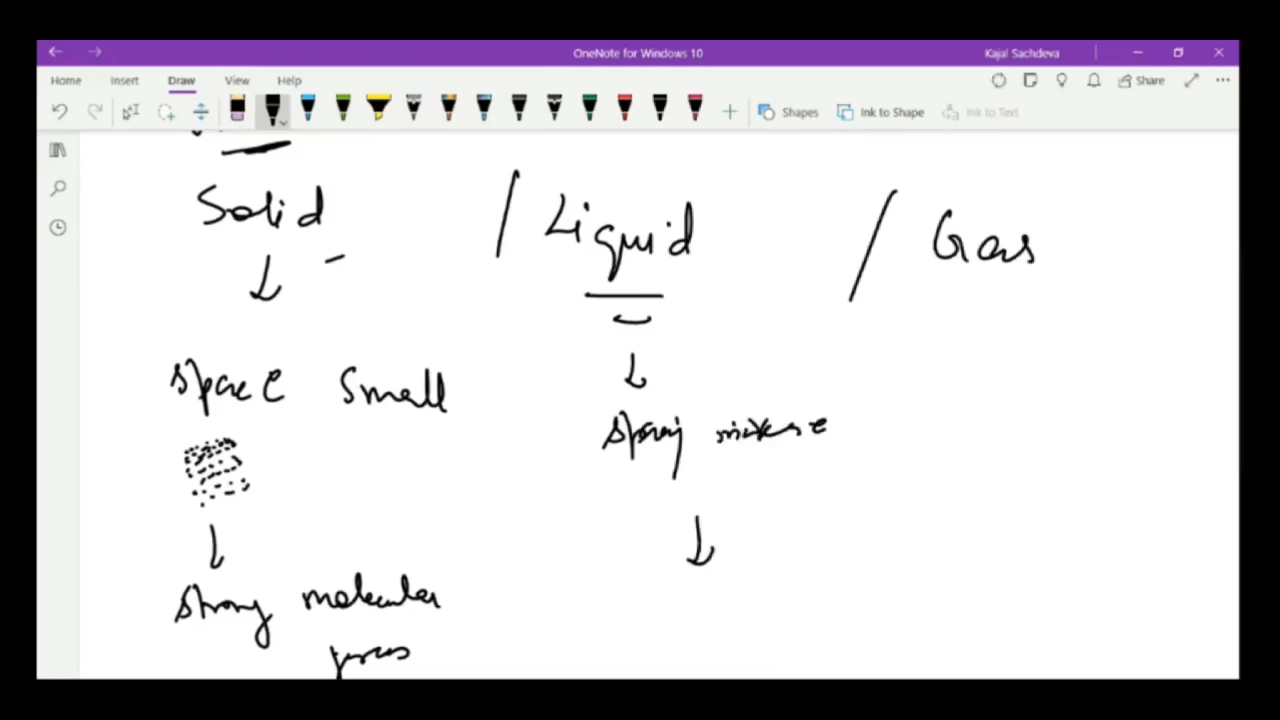 OneNote for Windows 10
Kajal Sachdeva
Home Insert Draw View Help
Share
Shapes
Ink to Shape
Ink to Text
Solid / Liquid / Gas
space small
strong molecular